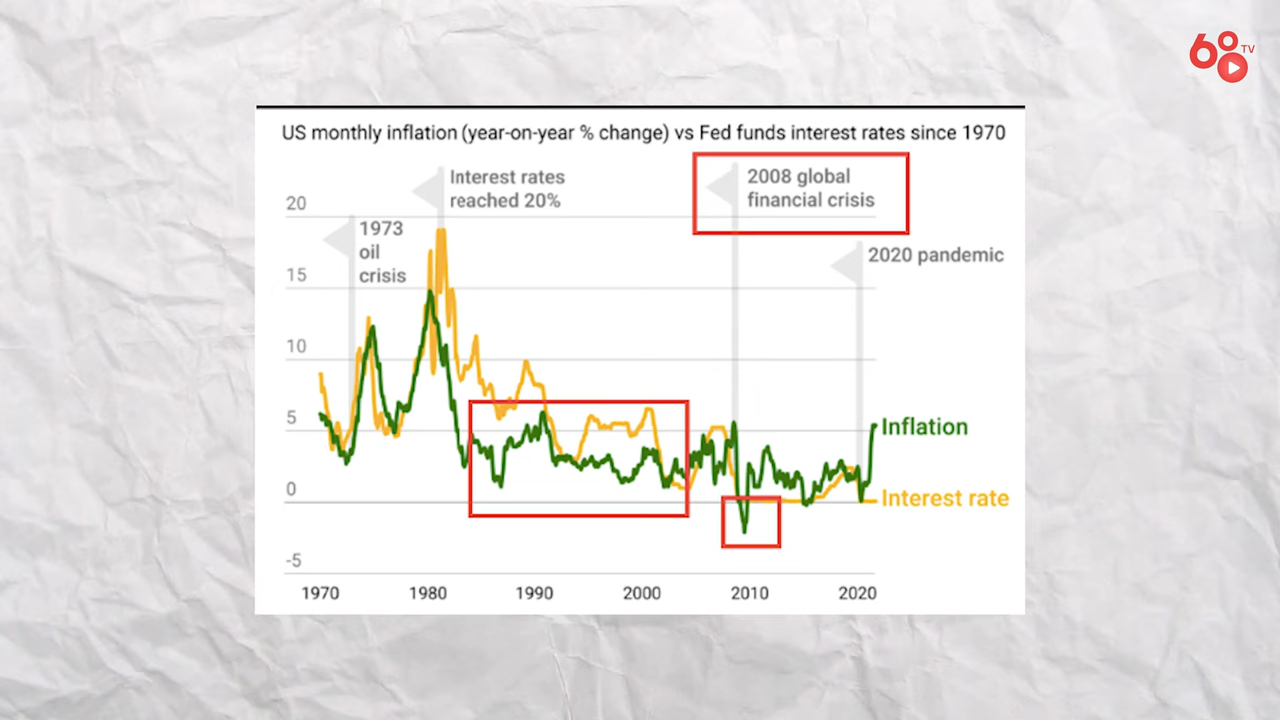 68 TV
US monthly inflation (year-on-year % change) vs Fed funds interest rates since 1970
Interest rates
reached 20%
2008 global
financial crisis
20
1973
oil
crisis
2020 pandemic
15
10
5
Inflation
0
Interest rate
-5
1970 1980 1990 2000 2010 2020